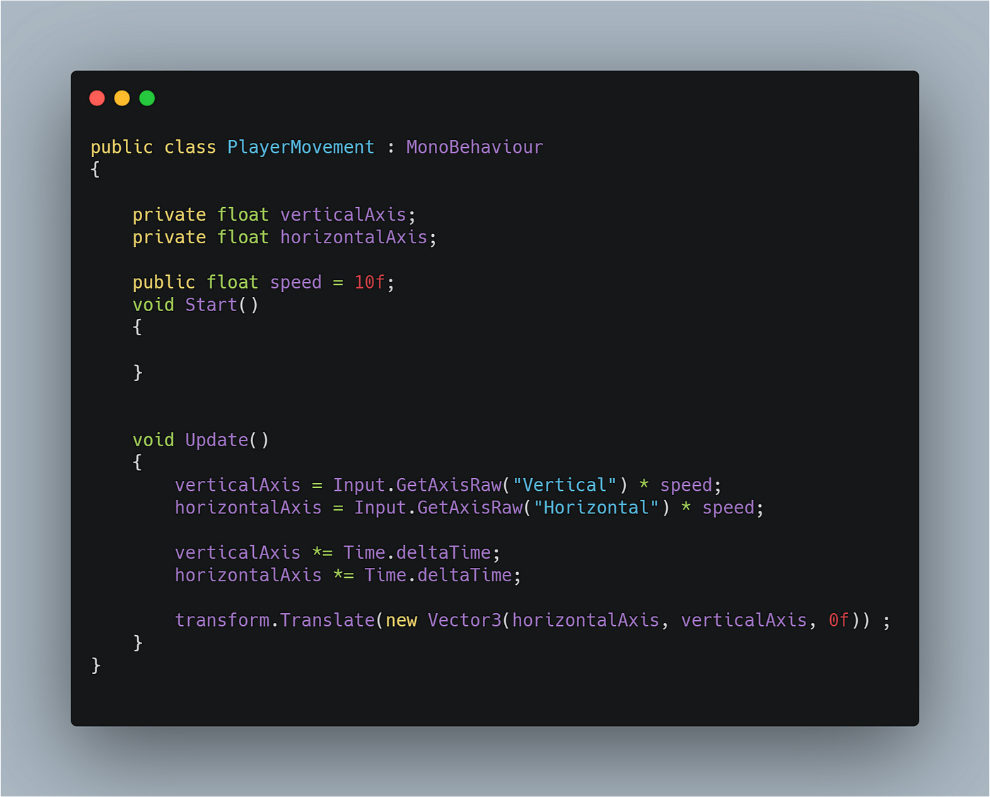 public class PlayerMovement : MonoBehaviour
{
private float verticalAxis;
private float horizontalAxis;
public float speed = 10f;
void Start()
{
}
void Update()
{
verticalAxis = Input.GetAxisRaw("Vertical") * speed;
horizontalAxis = Input.GetAxisRaw("Horizontal") * speed;
verticalAxis *= Time.deltaTime;
horizontalAxis *= Time.deltaTime;
transform.Translate(new Vector3(horizontalAxis, verticalAxis, 0f)) ;
}
}